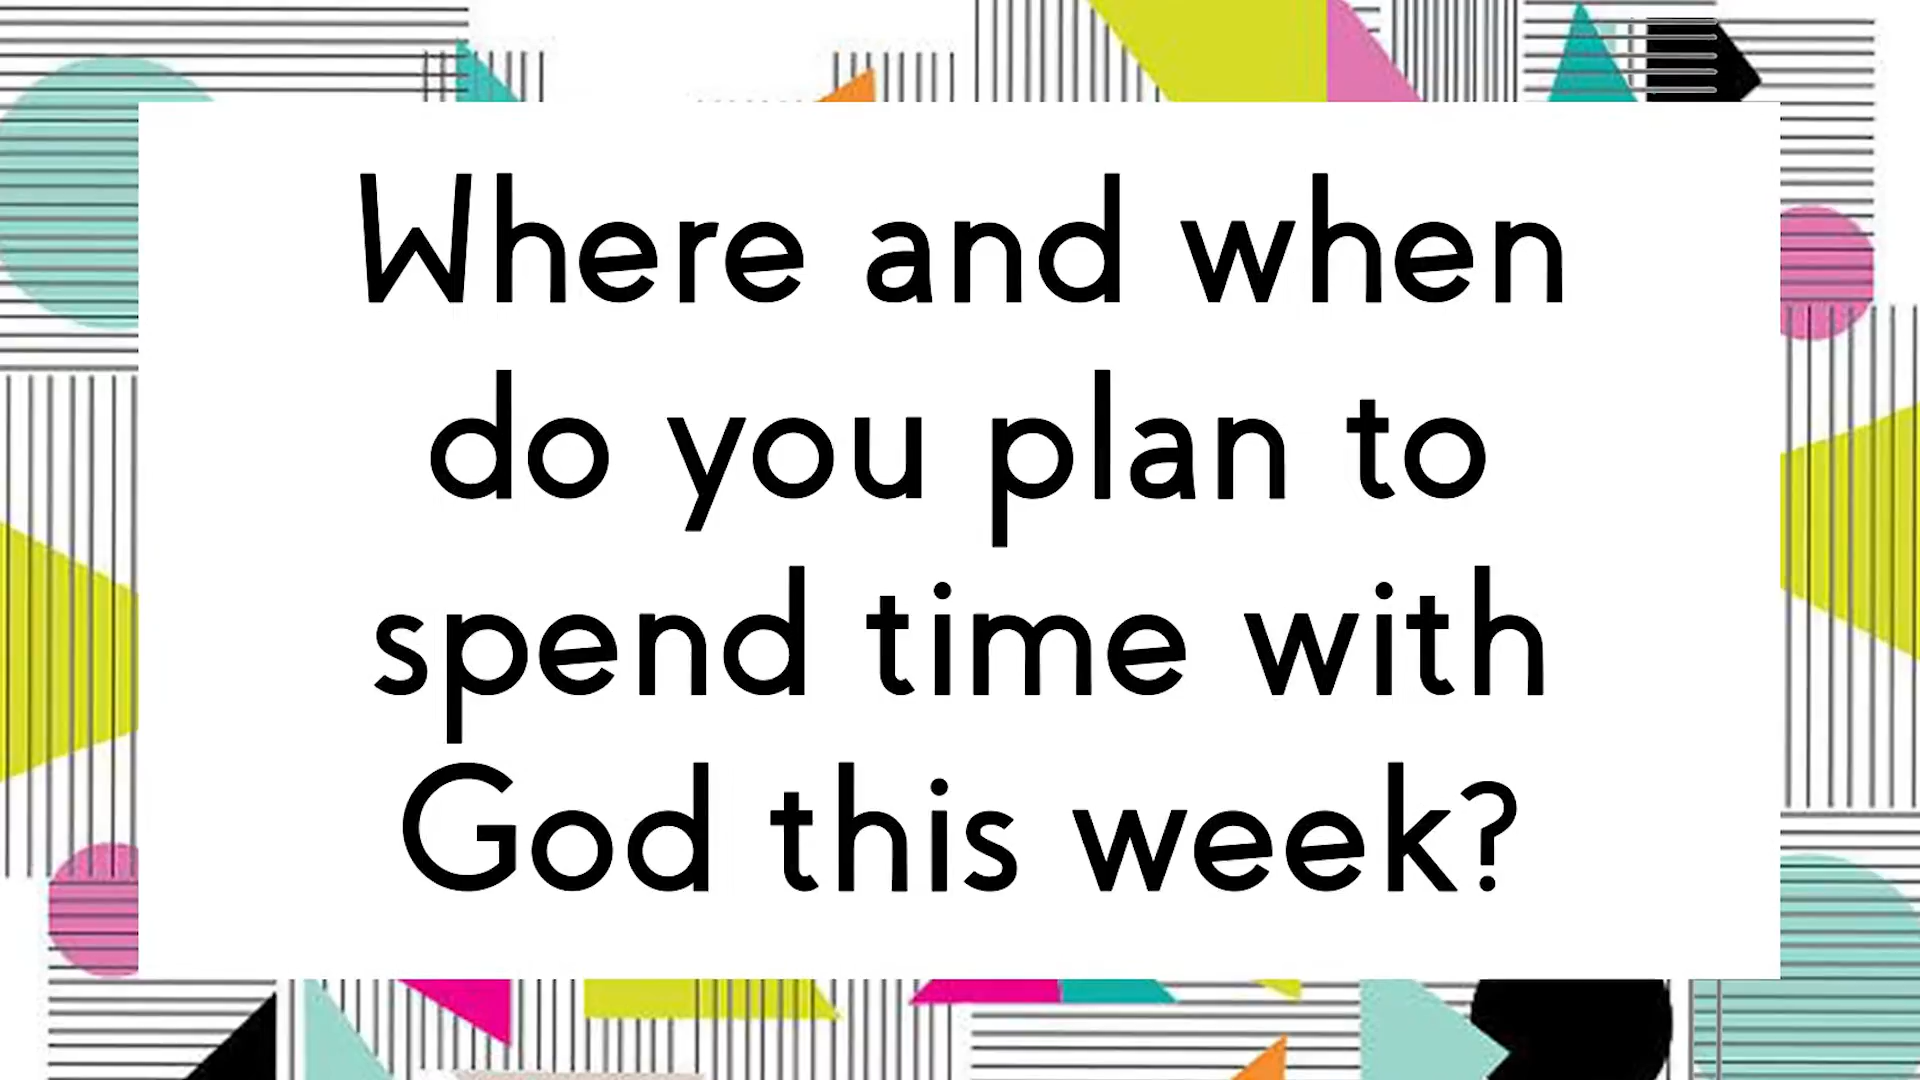 Where and when
do you plan to
spend time with
God this week?